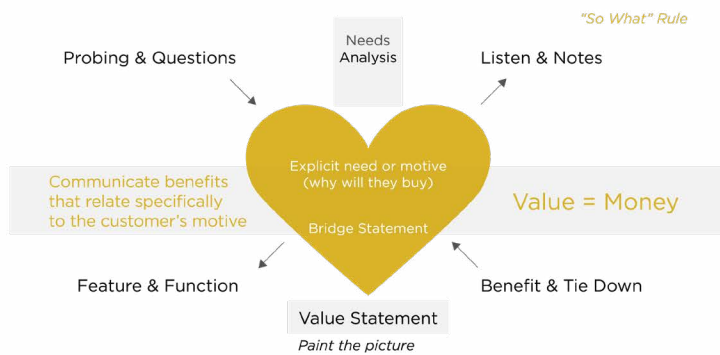 “So What” Rule
Needs
Analysis
Probing & Questions
Listen & Notes
Explicit need or motive
(why will they buy)
Communicate benefits
that relate specifically
to the customer’s motive
Value = Money
Bridge Statement
Feature & Function
Benefit & Tie Down
Value Statement
Paint the picture